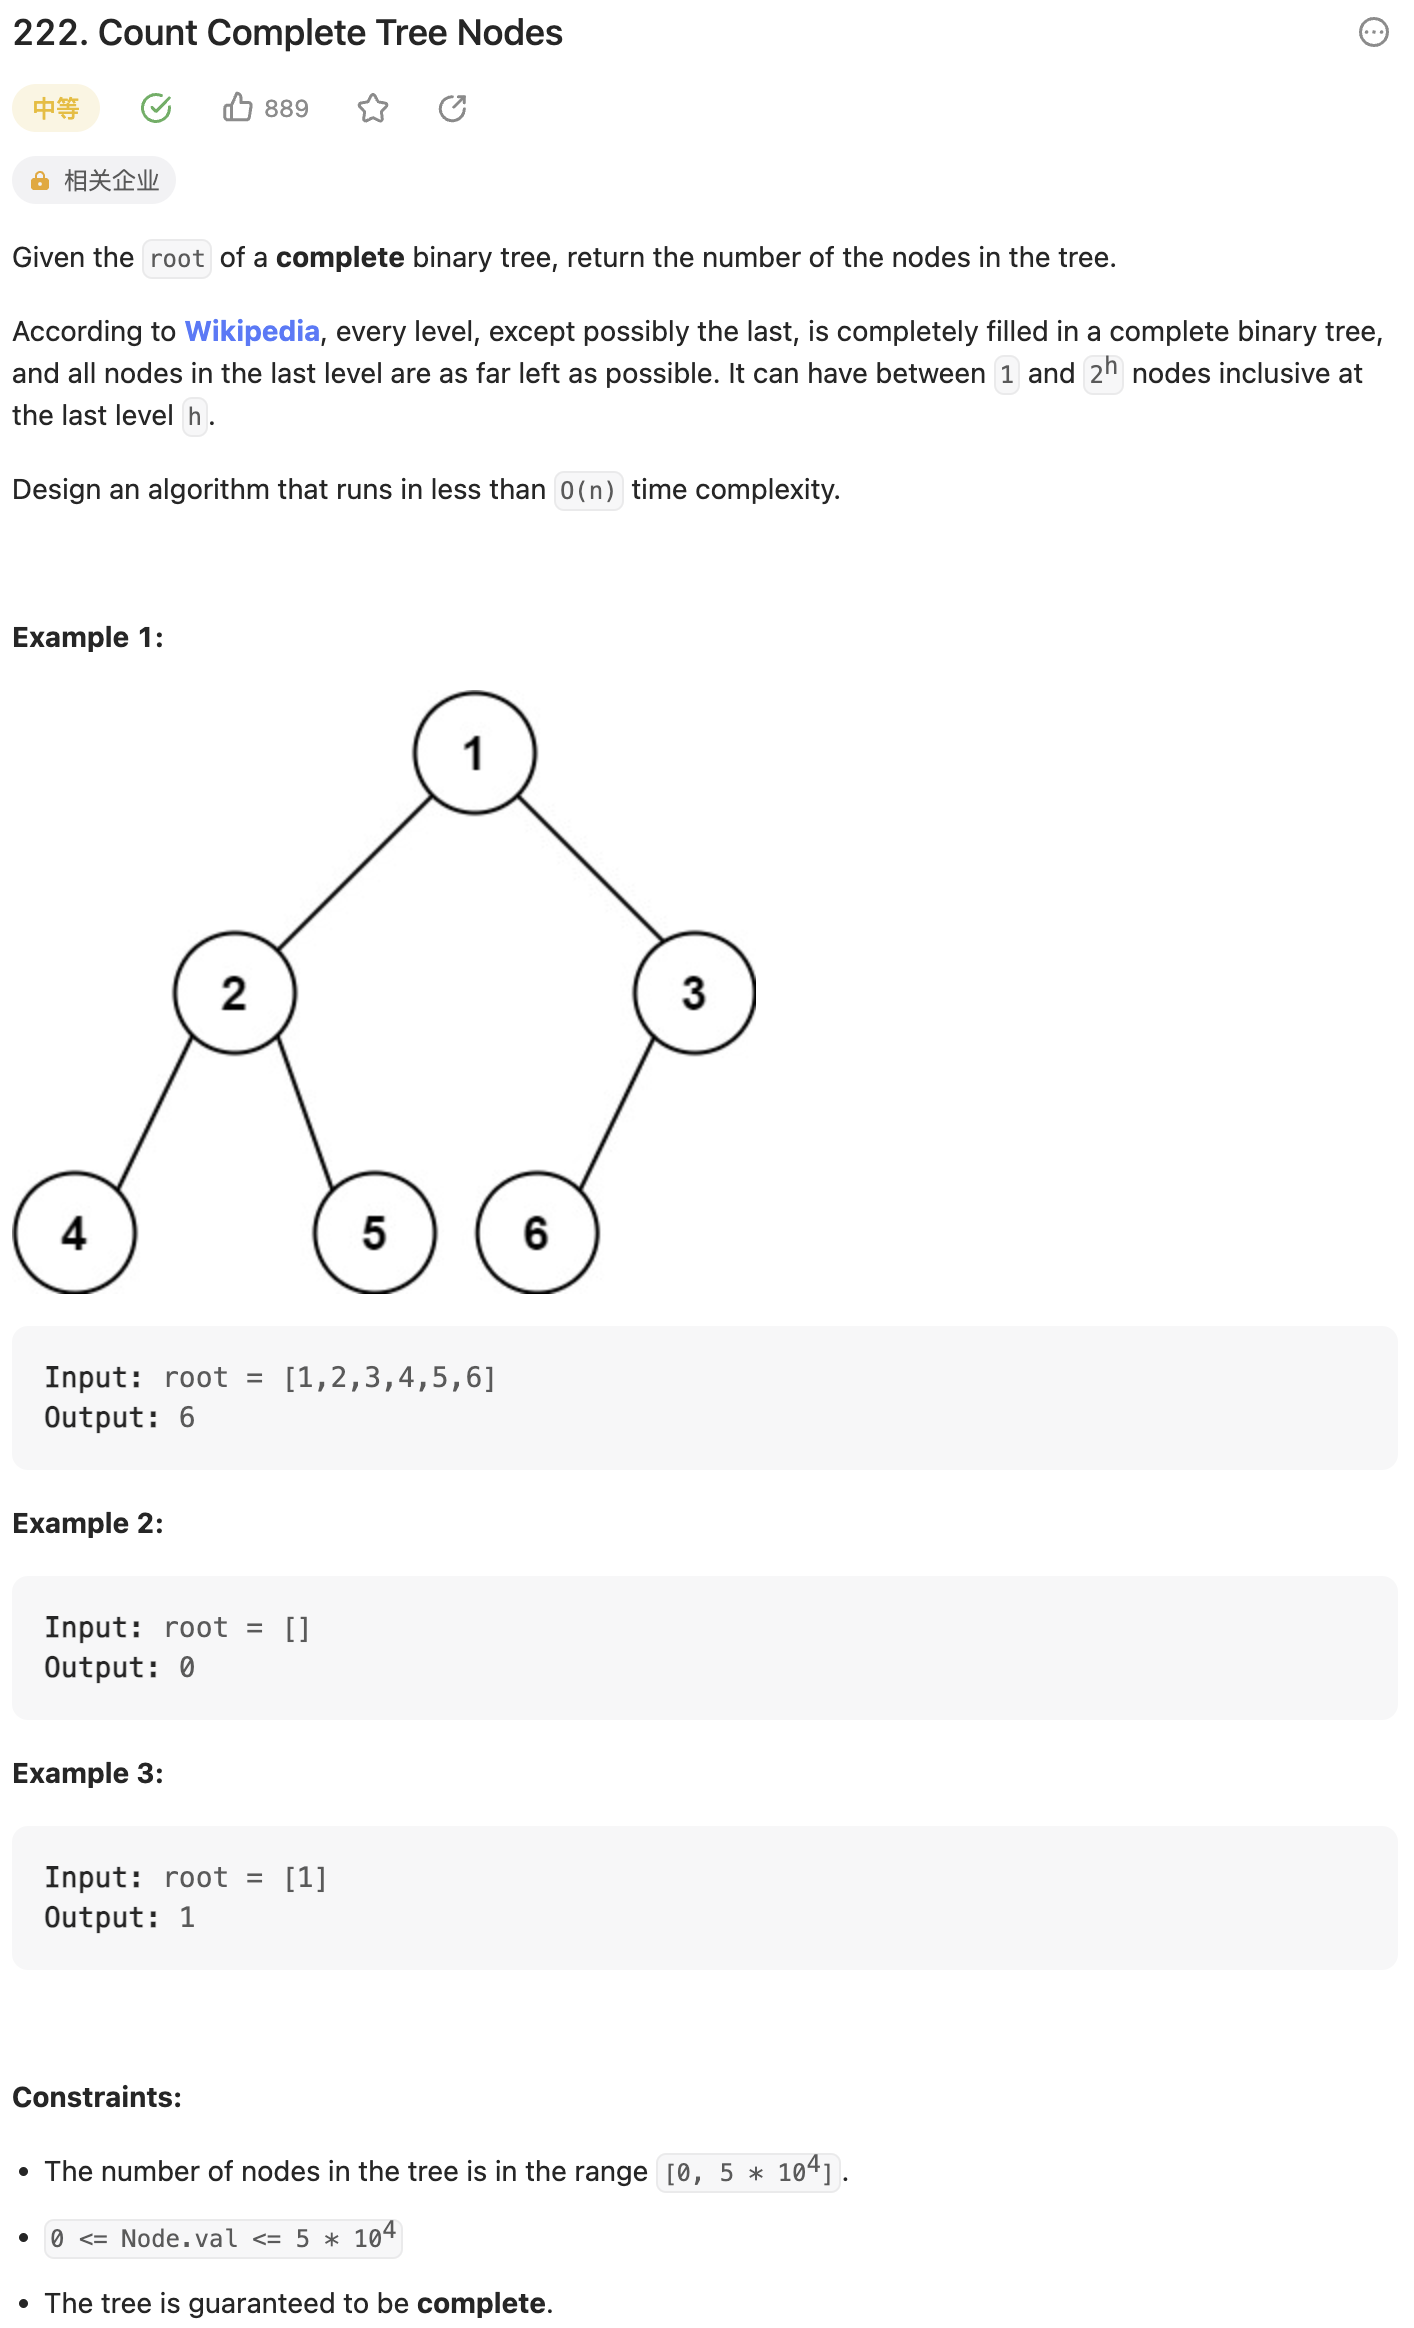 222. Count Complete Tree Nodes
中等
889
相关企业
Given the root of a complete binary tree, return the number of the nodes in the tree.
According to Wikipedia, every level, except possibly the last, is completely filled in a complete binary tree,
and all nodes in the last level are as far left as possible. It can have between 1 and 2^h nodes inclusive at
the last level h.
Design an algorithm that runs in less than O(n) time complexity.
Example 1:
1
2 3
4 5 6
Input: root = [1,2,3,4,5,6]
Output: 6
Example 2:
Input: root = []
Output: 0
Example 3:
Input: root = [1]
Output: 1
Constraints:
• The number of nodes in the tree is in the range [0, 5 * 10^4].
• 0 <= Node.val <= 5 * 10^4
• The tree is guaranteed to be complete.